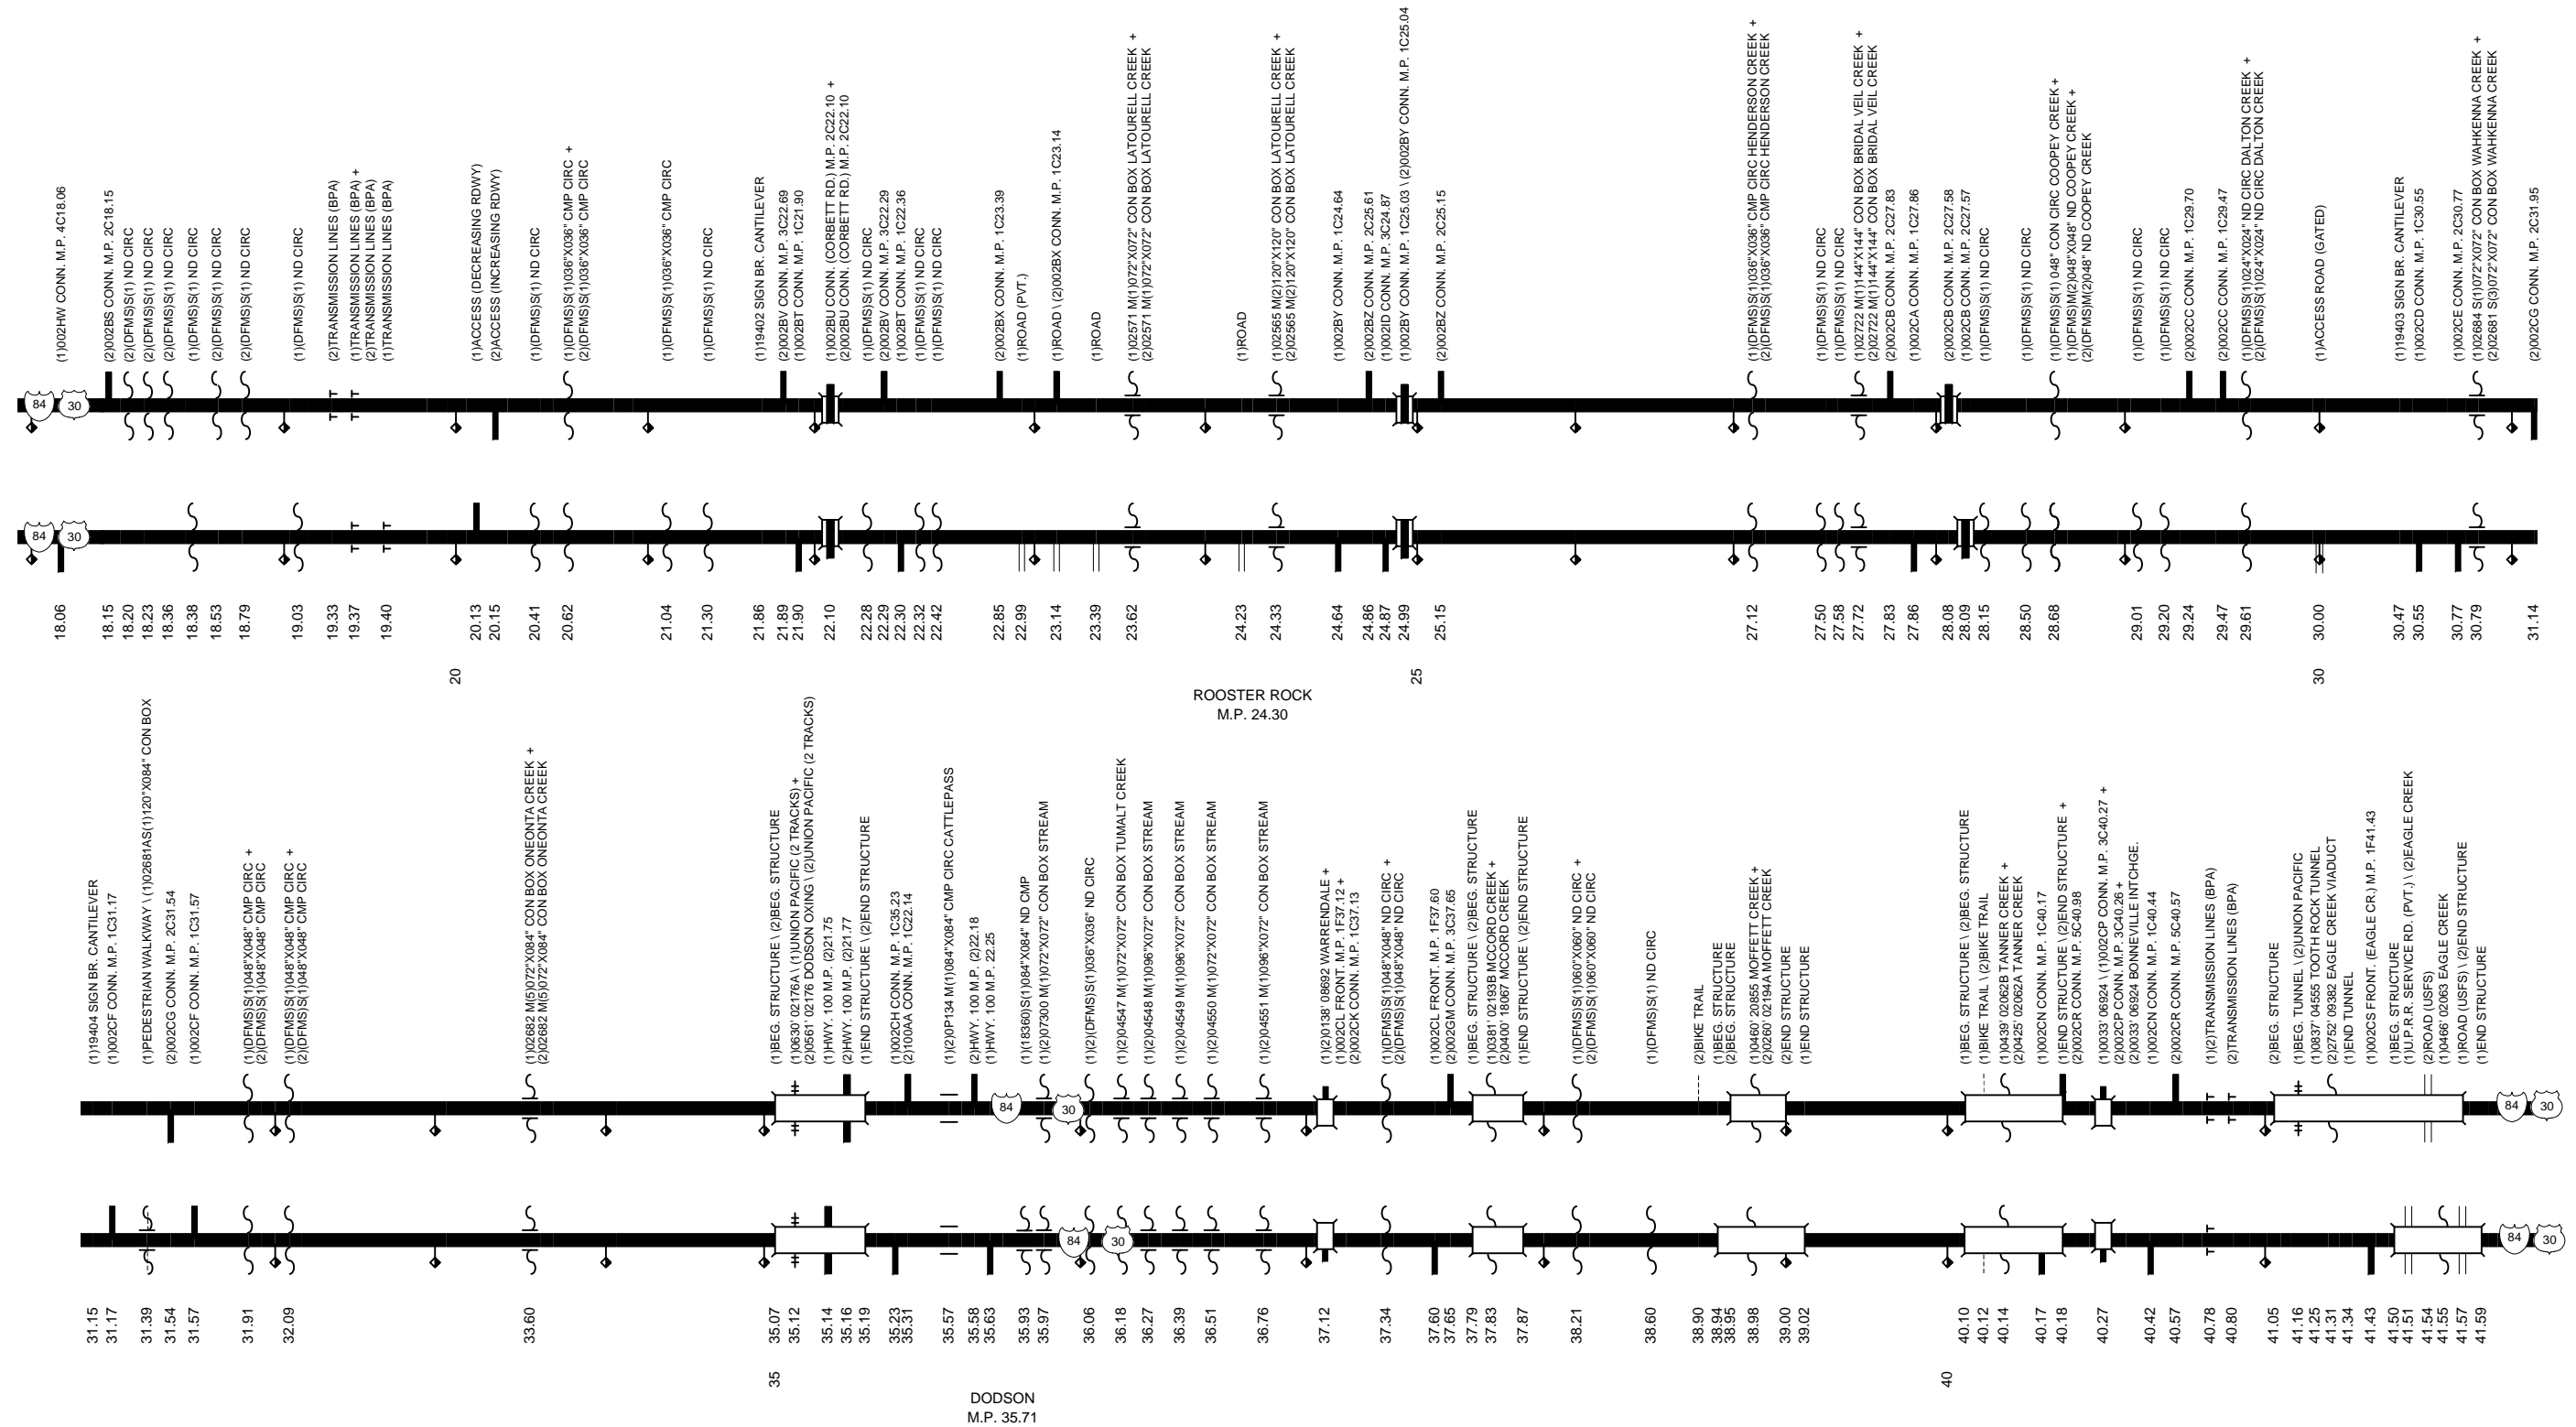 (1)002HW CONN. M.P. 4C18.06
(2)002BS CONN. M.P. 2C18.15
(2)(DFMS)S(1) ND CIRC
(2)(DFMS)S(1) ND CIRC
(2)(DFMS)S(1) ND CIRC
(1)(DFMS)S(1) ND CIRC
(2)(DFMS)S(1) ND CIRC
(2)(DFMS)S(1) ND CIRC
(1)(DFMS)S(1) ND CIRC
(2)TRANSMISSION LINES (BPA)
(1)TRANSMISSION LINES (BPA) +
(2)TRANSMISSION LINES (BPA)
(1)TRANSMISSION LINES (BPA)
(1)ACCESS (DECREASING RDWY)
(2)ACCESS (INCREASING RDWY)
(1)(DFMS)S(1) ND CIRC
(1)(DFMS)S(1)036"X036" CMP CIRC +
(2)(DFMS)S(1)036"X036" CMP CIRC
(1)(DFMS)S(1)036"X036" CMP CIRC
(1)(DFMS)S(1) ND CIRC
(1)19402 SIGN BR. CANTILEVER
(2)002BV CONN. M.P. 3C22.69
(1)002BT CONN. M.P. 1C21.90
(1)002BU CONN. (CORBETT RD.) M.P. 2C22.10 +
(2)002BU CONN. (CORBETT RD.) M.P. 2C22.10
(1)(DFMS)S(1) ND CIRC
(2)002BV CONN. M.P. 3C22.29
(1)002BT CONN. M.P. 1C22.36
(1)(DFMS)S(1) ND CIRC
(1)(DFMS)S(1) ND CIRC
(2)002BX CONN. M.P. 1C23.39
(1)ROAD (PVT.)
(1)ROAD \ (2)002BX CONN. M.P. 1C23.14
(1)ROAD
(1)02571 M(1)072"X072" CON BOX LATOURELL CREEK +
(2)02571 M(1)072"X072" CON BOX LATOURELL CREEK
(1)ROAD
(1)02565 M(2)120"X120" CON BOX LATOURELL CREEK +
(2)02565 M(2)120"X120" CON BOX LATOURELL CREEK
(1)002BY CONN. M.P. 1C24.64
(2)002BZ CONN. M.P. 2C25.61
(1)002ID CONN. M.P. 3C24.87
(1)002BY CONN. M.P. 1C25.03 \ (2)002BY CONN. M.P. 1C25.04
(2)002BZ CONN. M.P. 2C25.15
(1)(DFMS)S(1)036"X036" CMP CIRC HENDERSON CREEK +
(2)(DFMS)S(1)036"X036" CMP CIRC HENDERSON CREEK
(1)(DFMS)S(1) ND CIRC
(1)(DFMS)S(1) ND CIRC
(1)02722 M(1)144"X144" CON BOX BRIDAL VEIL CREEK +
(2)02722 M(1)144"X144" CON BOX BRIDAL VEIL CREEK
(2)002CB CONN. M.P. 2C27.83
(1)002CA CONN. M.P. 1C27.86
(2)002CB CONN. M.P. 2C27.58
(1)002CB CONN. M.P. 2C27.57
(1)(DFMS)S(1) ND CIRC
(1)(DFMS)S(1) ND CIRC
(1)(DFMS)S(1) 048" CON CIRC COOPEY CREEK +
(1)(DFMS)M(2)048"X048" ND COOPEY CREEK +
(2)(DFMS)M(2)048" ND COOPEY CREEK
(1)(DFMS)S(1) ND CIRC
(1)(DFMS)S(1) ND CIRC
(2)002CC CONN. M.P. 1C29.70
(2)002CC CONN. M.P. 1C29.47
(1)(DFMS)S(1)024"X024" ND CIRC DALTON CREEK +
(2)(DFMS)S(1)024"X024" ND CIRC DALTON CREEK
(1)ACCESS ROAD (GATED)
(1)19403 SIGN BR. CANTILEVER
(1)002CD CONN. M.P. 1C30.55
(1)002CE CONN. M.P. 2C30.77
(1)02684 S(1)072"X072" CON BOX WAHKENNA CREEK +
(2)02681 S(3)072"X072" CON BOX WAHKENNA CREEK
(2)002CG CONN. M.P. 2C31.95
84
30
84
30
18.06
18.15
18.20
18.23
18.36
18.38
18.53
18.79
19.03
19.33
19.37
19.40
20.13
20.15
20.41
20.62
21.04
21.30
21.86
21.89
21.90
22.10
22.28
22.29
22.30
22.32
22.42
22.85
22.99
23.14
23.39
23.62
24.23
24.33
24.64
24.86
24.87
24.99
25.15
27.12
27.50
27.58
27.72
27.83
27.86
28.08
28.09
28.15
28.50
28.68
29.01
29.20
29.24
29.47
29.61
30.00
30.47
30.55
30.77
30.79
31.14
20
25
30
ROOSTER ROCK
M.P. 24.30
(1)19404 SIGN BR. CANTILEVER
(1)002CF CONN. M.P. 1C31.17
(1)PEDESTRIAN WALKWAY \ (1)02681AS(1)120"X084" CON BOX
(2)002CG CONN. M.P. 2C31.54
(1)002CF CONN. M.P. 1C31.57
(1)(DFMS)S(1)048"X048" CMP CIRC +
(2)(DFMS)S(1)048"X048" CMP CIRC
(1)(DFMS)S(1)048"X048" CMP CIRC +
(2)(DFMS)S(1)048"X048" CMP CIRC
(1)02682 M(5)072"X084" CON BOX ONEONTA CREEK +
(2)02682 M(5)072"X084" CON BOX ONEONTA CREEK
(1)BEG. STRUCTURE \ (2)BEG. STRUCTURE
(1)0630' 02176A \ (1)UNION PACIFIC (2 TRACKS) +
(2)0561' 02176 DODSON OXING \ (2)UNION PACIFIC (2 TRACKS)
(1)HWY. 100 M.P. (2)21.75
(2)HWY. 100 M.P. (2)21.77
(1)END STRUCTURE \ (2)END STRUCTURE
(1)002CH CONN. M.P. 1C35.23
(2)100AA CONN. M.P. 1C22.14
(1)(2)0P134 M(1)084"X084" CMP CIRC CATTLEPASS
(2)HWY. 100 M.P. (2)22.18
(1)HWY. 100 M.P. 22.25
(1)(18360)S(1)084"X084" ND CMP
(1)(2)07300 M(1)072"X072" CON BOX STREAM
(1)(2)(DFMS)S(1)036"X036" ND CIRC
(1)(2)04547 M(1)072"X072" CON BOX TUMALT CREEK
(1)(2)04548 M(1)096"X072" CON BOX STREAM
(1)(2)04549 M(1)096"X072" CON BOX STREAM
(1)(2)04550 M(1)072"X072" CON BOX STREAM
(1)(2)04551 M(1)096"X072" CON BOX STREAM
(1)(2)0138' 08692 WARRENDALE +
(1)002CL FRONT. M.P. 1F37.12 +
(2)002CK CONN. M.P. 1C37.13
(1)(DFMS)S(1)048"X048" ND CIRC +
(2)(DFMS)S(1)048"X048" ND CIRC
(1)002CL FRONT. M.P. 1F37.60
(2)002GM CONN. M.P. 3C37.65
(1)BEG. STRUCTURE \ (2)BEG. STRUCTURE
(1)0381' 02193B MCCORD CREEK +
(2)0400' 18067 MCCORD CREEK
(1)END STRUCTURE \ (2)END STRUCTURE
(1)(DFMS)S(1)060"X060" ND CIRC +
(2)(DFMS)S(1)060"X060" ND CIRC
(1)(DFMS)S(1) ND CIRC
(2)BIKE TRAIL
(1)BEG. STRUCTURE
(2)BEG. STRUCTURE
(1)0460' 20855 MOFFETT CREEK +
(2)0260' 02194A MOFFETT CREEK
(2)END STRUCTURE
(1)END STRUCTURE
(1)BEG. STRUCTURE \ (2)BEG. STRUCTURE
(1)BIKE TRAIL \ (2)BIKE TRAIL
(1)0439' 02062B TANNER CREEK +
(2)0425' 02062A TANNER CREEK
(1)002CN CONN. M.P. 1C40.17
(1)END STRUCTURE \ (2)END STRUCTURE +
(2)002CR CONN. M.P. 5C40.98
(1)0033' 06924 \ (1)002CP CONN. M.P. 3C40.27 +
(2)002CP CONN. M.P. 3C40.26 +
(2)0033' 06924 BONNEVILLE INTCHGE.
(1)002CN CONN. M.P. 1C40.44
(2)002CR CONN. M.P. 5C40.57
(1)(2)TRANSMISSION LINES (BPA)
(2)TRANSMISSION LINES (BPA)
(2)BEG. STRUCTURE
(1)BEG. TUNNEL \ (2)UNION PACIFIC
(1)0837' 04555 TOOTH ROCK TUNNEL
(2)2752' 09382 EAGLE CREEK VIADUCT
(1)END TUNNEL
(1)002CS FRONT. (EAGLE CR.) M.P. 1F41.43
(1)BEG. STRUCTURE
(1)U.P.R.R. SERVICE RD. (PVT.) \ (2)EAGLE CREEK
(2)ROAD (USFS)
(1)0466' 02063 EAGLE CREEK
(1)ROAD (USFS) \ (2)END STRUCTURE
(1)END STRUCTURE
84
30
84
30
84
30
84
30
31.15
31.17
31.39
31.54
31.57
31.91
32.09
33.60
35.07
35.12
35.14
35.16
35.19
35.23
35.31
35.57
35.58
35.63
35.93
35.97
36.06
36.18
36.27
36.39
36.51
36.76
37.12
37.34
37.60
37.65
37.79
37.83
37.87
38.21
38.60
38.90
38.94
38.95
38.98
39.00
39.02
40.10
40.12
40.14
40.17
40.18
40.27
40.42
40.57
40.78
40.80
41.05
41.16
41.25
41.31
41.34
41.43
41.50
41.51
41.54
41.55
41.57
41.59
35
40
DODSON
M.P. 35.71